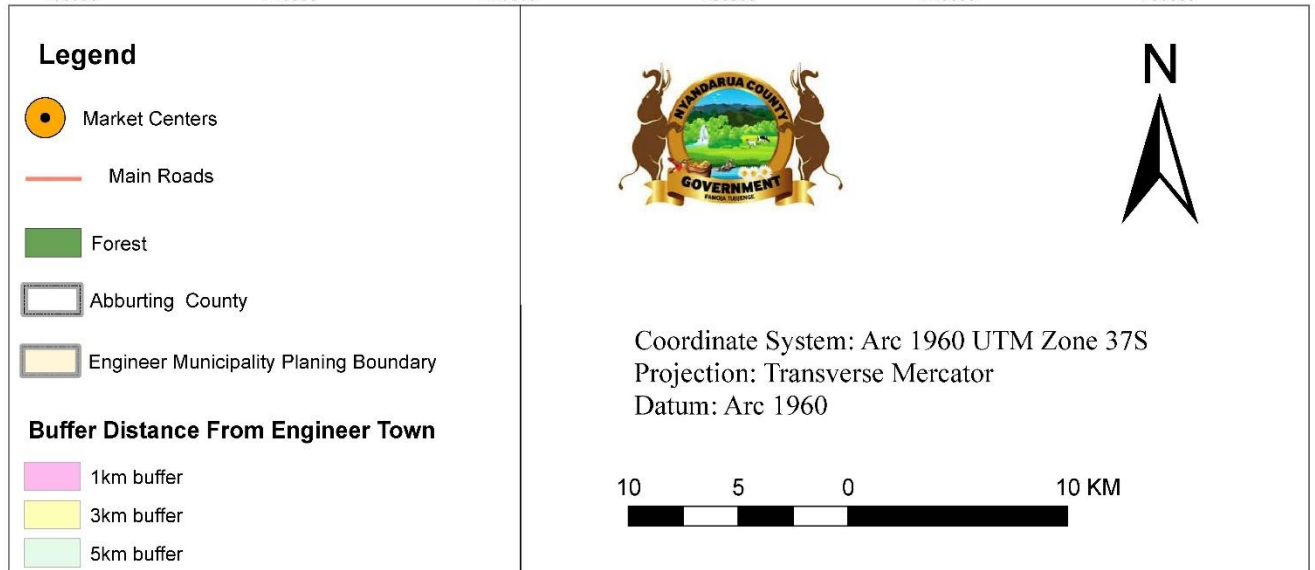 Legend
Market Centers
Main Roads
Forest
Abburting County
Engineer Municipality Planing Boundary
Buffer Distance From Engineer Town
1km buffer
3km buffer
5km buffer
NYANDARUA COUNTY
GOVERNMENT
N
Coordinate System: Arc 1960 UTM Zone 37S
Projection: Transverse Mercator
Datum: Arc 1960
10 5 0 10 KM